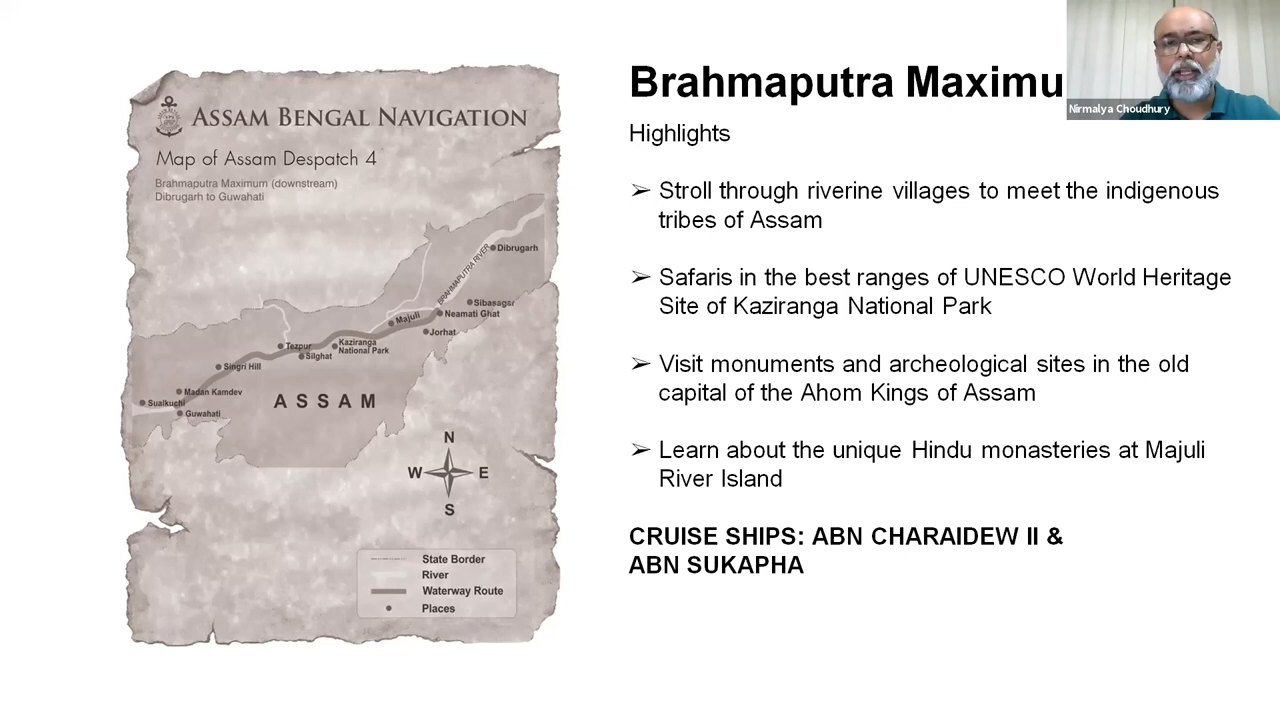 ASSAM BENGAL NAVIGATION
Map of Assam Despatch 4
Brahmaputra Maximum (downstream)
Dibrugarh to Guwahati
Dibrugarh
BRAHMAPUTRA RIVER
Sibasagar
Neamati Ghat
Majuli
Jorhat
Kaziranga
National Park
Tezpur
Silghat
Singri Hill
Madan Kamdev
Sualkuchi
Guwahati
ASSAM
N
W E
S
State Border
River
Waterway Route
Places
Brahmaputra Maximu
Highlights
➢ Stroll through riverine villages to meet the indigenous
tribes of Assam
➢ Safaris in the best ranges of UNESCO World Heritage
Site of Kaziranga National Park
➢ Visit monuments and archeological sites in the old
capital of the Ahom Kings of Assam
➢ Learn about the unique Hindu monasteries at Majuli
River Island
CRUISE SHIPS: ABN CHARAIDEW II &
ABN SUKAPHA
Nirmalya Choudhury